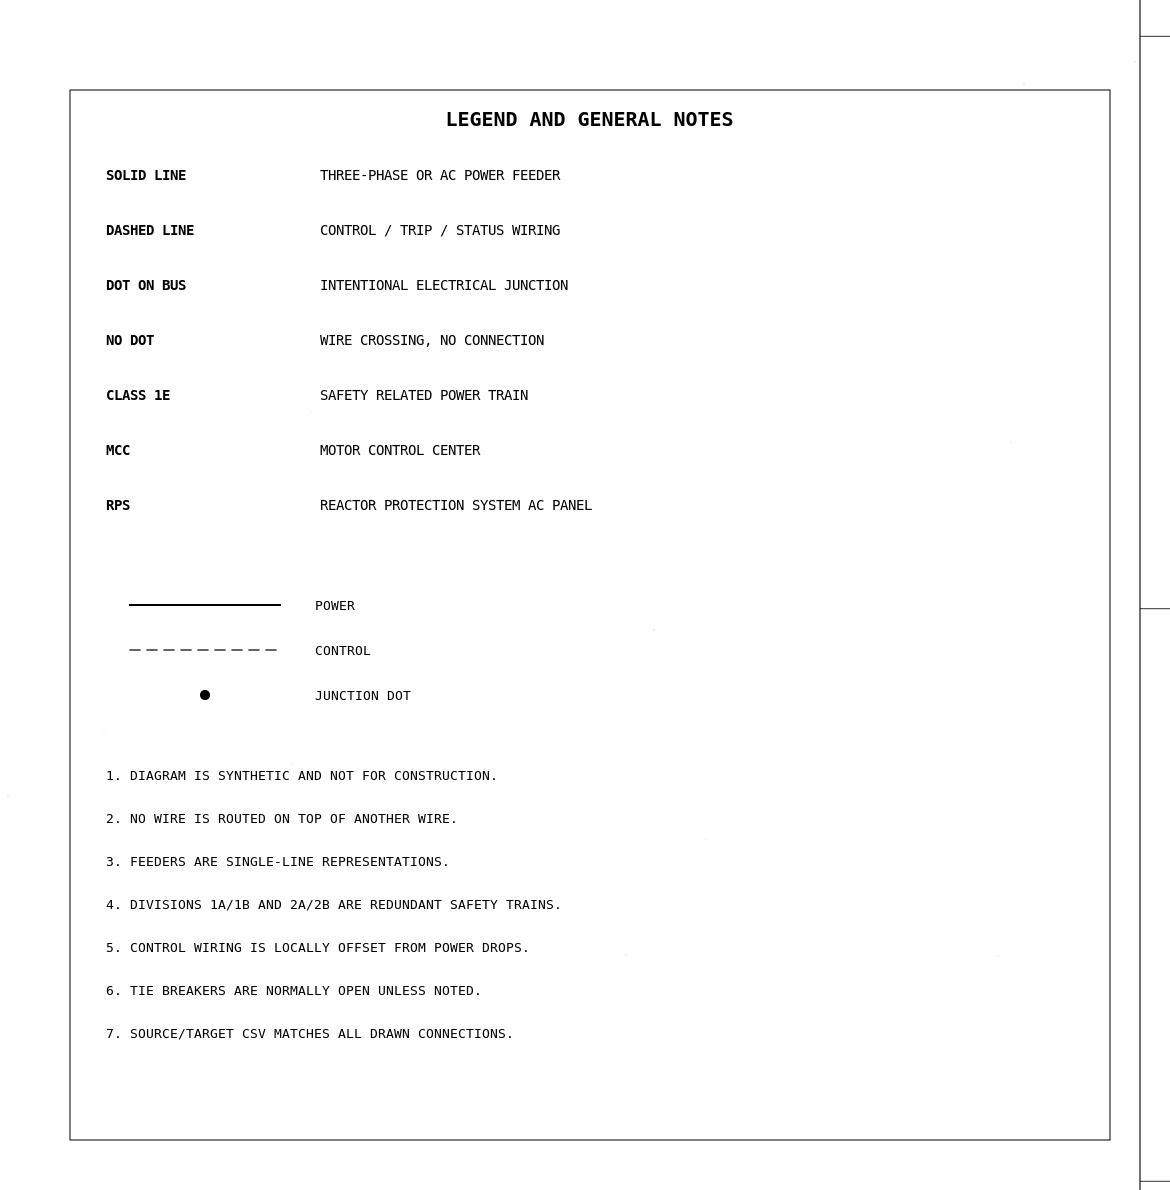 LEGEND AND GENERAL NOTES
SOLID LINE THREE-PHASE OR AC POWER FEEDER
DASHED LINE CONTROL / TRIP / STATUS WIRING
DOT ON BUS INTENTIONAL ELECTRICAL JUNCTION
NO DOT WIRE CROSSING, NO CONNECTION
CLASS 1E SAFETY RELATED POWER TRAIN
MCC MOTOR CONTROL CENTER
RPS REACTOR PROTECTION SYSTEM AC PANEL
POWER
CONTROL
JUNCTION DOT
1. DIAGRAM IS SYNTHETIC AND NOT FOR CONSTRUCTION.
2. NO WIRE IS ROUTED ON TOP OF ANOTHER WIRE.
3. FEEDERS ARE SINGLE-LINE REPRESENTATIONS.
4. DIVISIONS 1A/1B AND 2A/2B ARE REDUNDANT SAFETY TRAINS.
5. CONTROL WIRING IS LOCALLY OFFSET FROM POWER DROPS.
6. TIE BREAKERS ARE NORMALLY OPEN UNLESS NOTED.
7. SOURCE/TARGET CSV MATCHES ALL DRAWN CONNECTIONS.